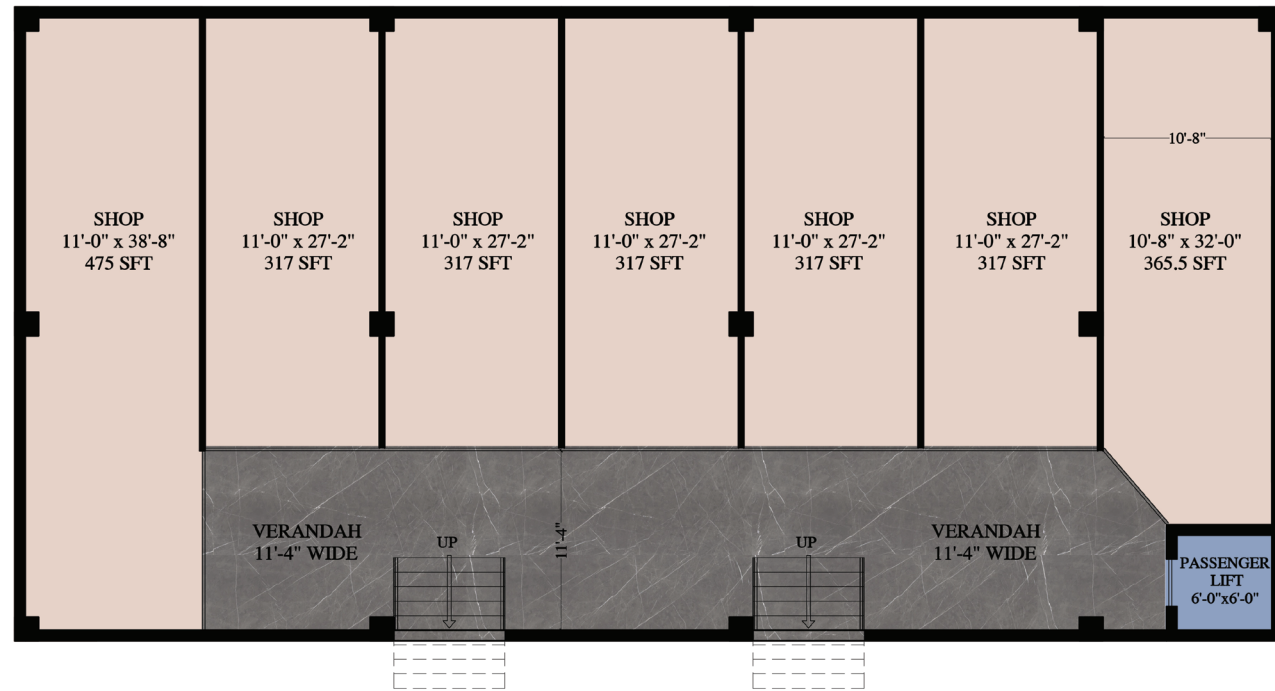 10'-8"
SHOP
11'-0" x 38'-8"
475 SFT
SHOP
11'-0" x 27'-2"
317 SFT
SHOP
11'-0" x 27'-2"
317 SFT
SHOP
11'-0" x 27'-2"
317 SFT
SHOP
11'-0" x 27'-2"
317 SFT
SHOP
11'-0" x 27'-2"
317 SFT
SHOP
10'-8" x 32'-0"
365.5 SFT
VERANDAH
11'-4" WIDE
UP
11'-4"
UP
VERANDAH
11'-4" WIDE
PASSENGER
LIFT
6'-0"x6'-0"